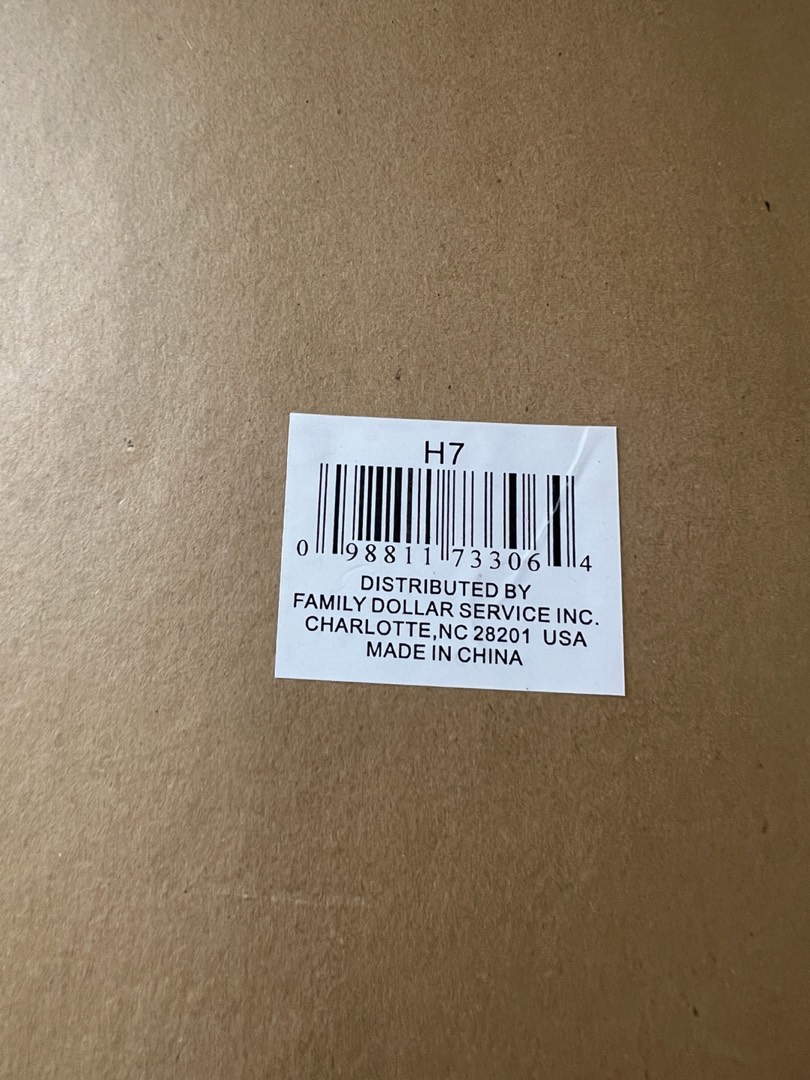 H7
0 98811 73306 4
DISTRIBUTED BY
FAMILY DOLLAR SERVICE INC.
CHARLOTTE,NC 28201 USA
MADE IN CHINA